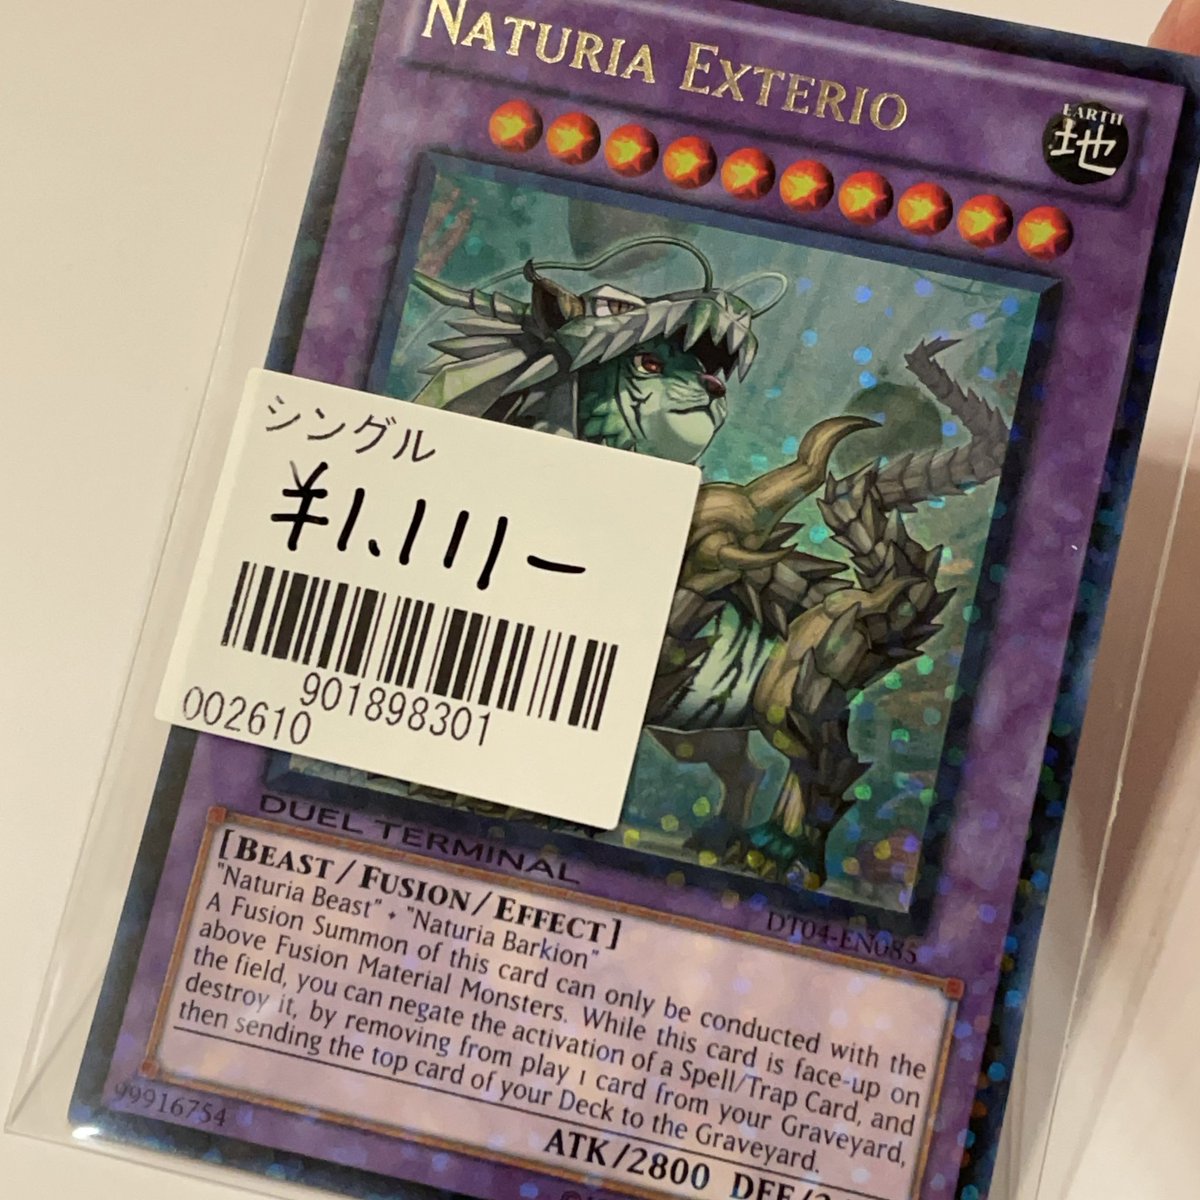 NATURIA EXTERIO
EARTH
地
シングル
¥1,111-
901898301
002610
DUEL TERMINAL
DT04-EN085
[BEAST/FUSION/EFFECT]
"Naturia Beast" + "Naturia Barkion"
A Fusion Summon of this card can only be conducted with the
above Fusion Material Monsters. While this card is face-up on
the field, you can negate the activation of a Spell/Trap Card, and
destroy it, by removing from play 1 card from your Graveyard,
then sending the top card of your Deck to the Graveyard.
99916754
ATK/2800 DEF/2